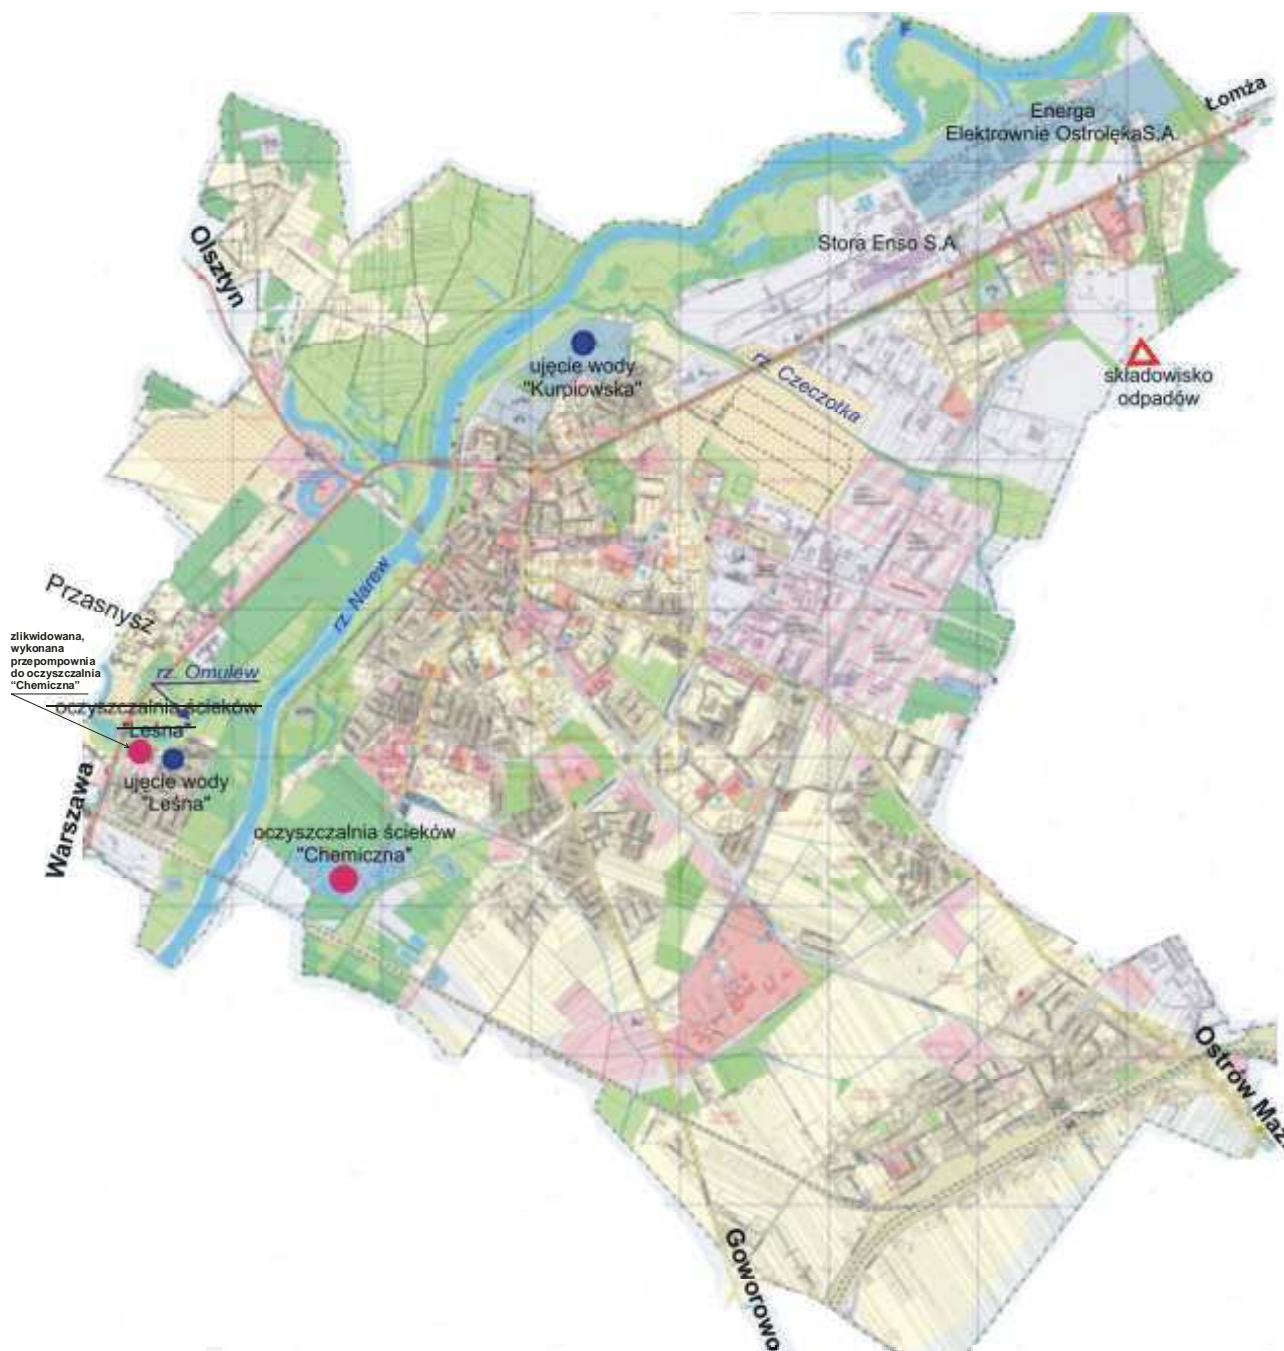 Łomża
Energa
Elektrownie OstrołękaS.A.
Olsztyn
Stora Enso S.A
ujęcie wody
"Kurpiowska"
rz. Czeczotka
składowisko
odpadów
rz. Narew
Przasnysz
zlikwidowana,
wykonana
przepompownia
do oczyszczalnia
"Chemiczna"
rz. Omulew
oczyszczalnia ścieków
"Leśna"
ujęcie wody
"Leśna"
Warszawa
oczyszczalnia ścieków
"Chemiczna"
Ostrów Maz
Goworowo